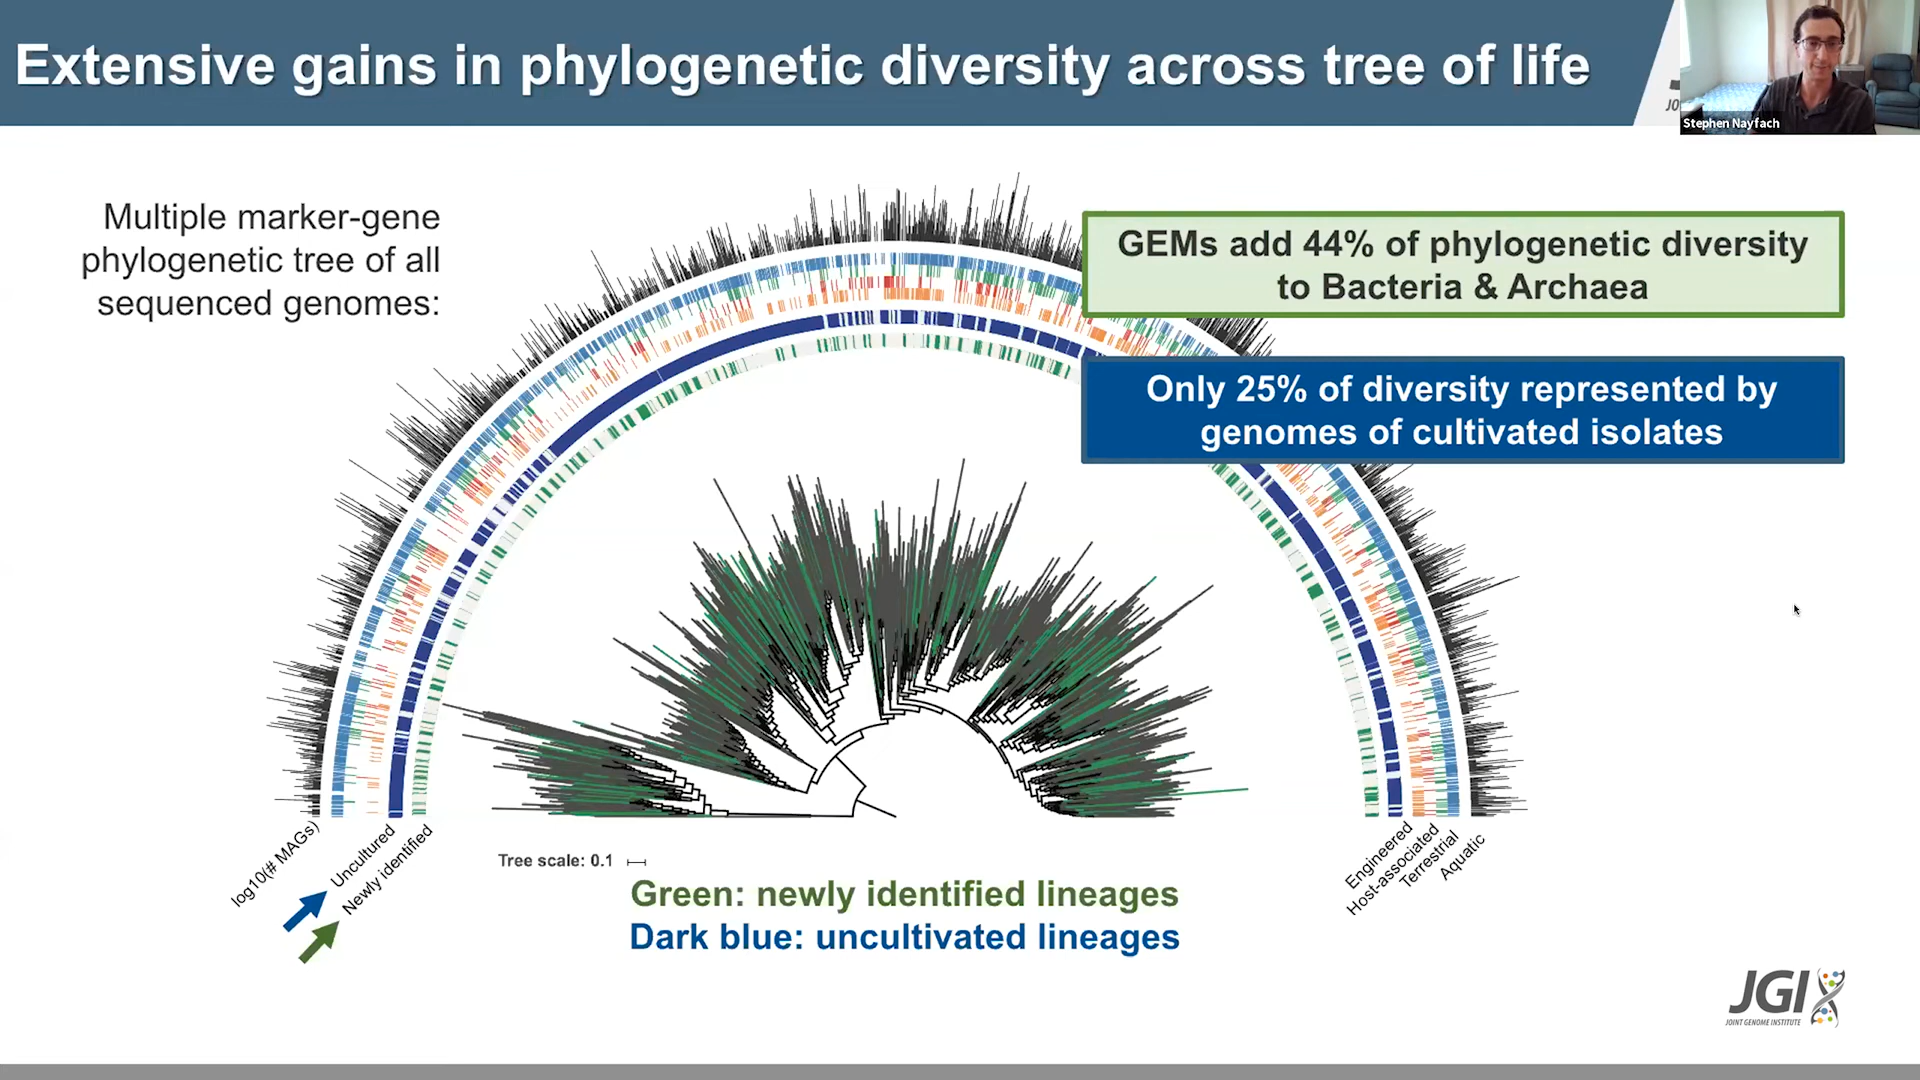 Extensive gains in phylogenetic diversity across tree of life
Stephen Nayfach
Multiple marker-gene
phylogenetic tree of all
sequenced genomes:
GEMs add 44% of phylogenetic diversity
to Bacteria & Archaea
Only 25% of diversity represented by
genomes of cultivated isolates
log10(# MAGs)
Uncultured
Newly identified
Engineered
Host-associated
Terrestrial
Aquatic
Tree scale: 0.1
Green: newly identified lineages
Dark blue: uncultivated lineages
JGI
JOINT GENOME INSTITUTE